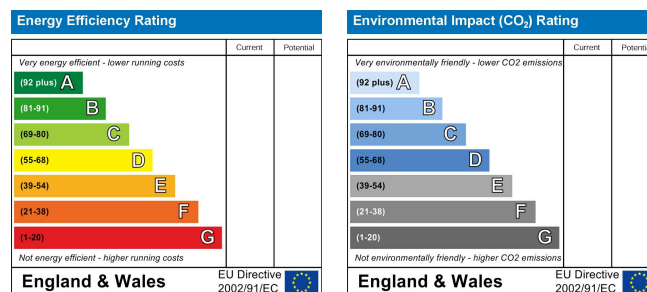 Energy Efficiency Rating
Current Potential
Very energy efficient - lower running costs
(92 plus) A
(81-91) B
(69-80) C
(55-68) D
(39-54) E
(21-38) F
(1-20) G
Not energy efficient - higher running costs
England & Wales
EU Directive
2002/91/EC
Environmental Impact (CO₂) Rating
Current Potential
Very environmentally friendly - lower CO2 emissions
(92 plus) A
(81-91) B
(69-80) C
(55-68) D
(39-54) E
(21-38) F
(1-20) G
Not environmentally friendly - higher CO2 emissions
England & Wales
EU Directive
2002/91/EC